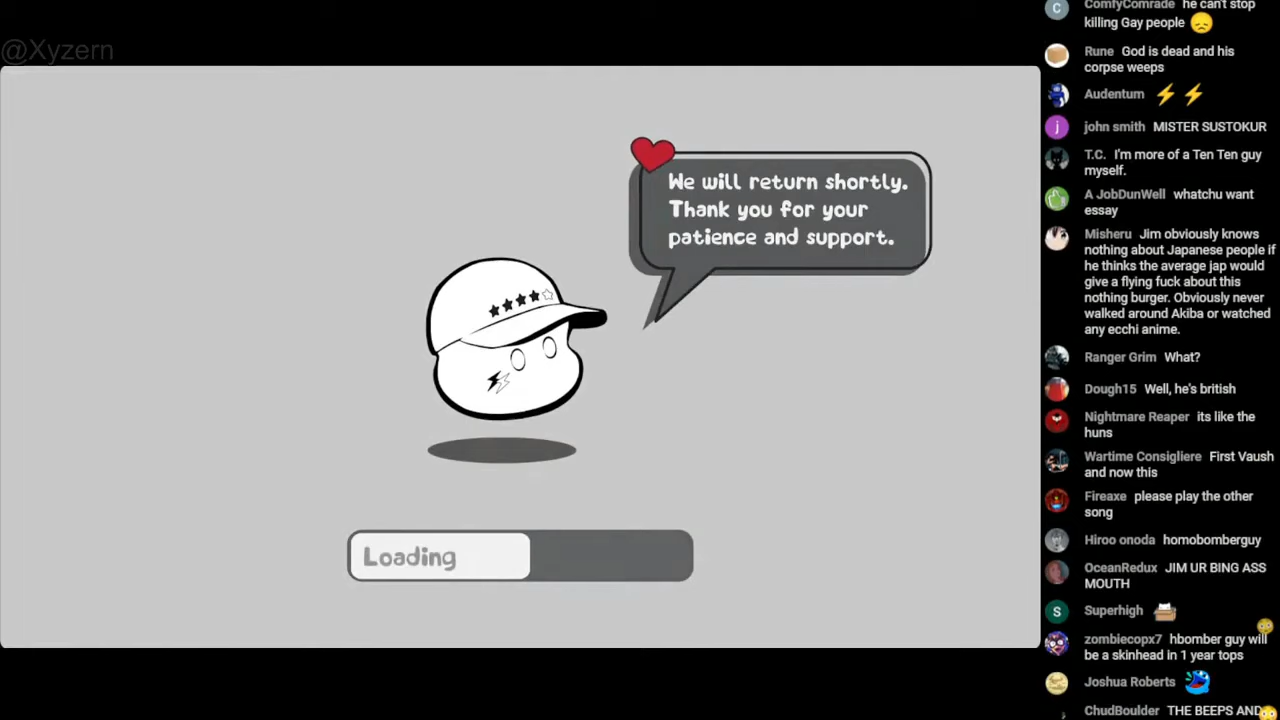 @Xyzern
We will return shortly.
Thank you for your
patience and support.
Loading
ComfyComrade he can't stop
killing Gay people
Rune God is dead and his
corpse weeps
Audentum
john smith MISTER SUSTOKUR
T.C. I'm more of a Ten Ten guy
myself.
A JobDunWell whatchu want
essay
Misheru Jim obviously knows
nothing about Japanese people if
he thinks the average jap would
give a flying fuck about this
nothing burger. Obviously never
walked around Akiba or watched
any ecchi anime.
Ranger Grim What?
Dough15 Well, he's british
Nightmare Reaper its like the
huns
Wartime Consigliere First Vaush
and now this
Fireaxe please play the other
song
Hiroo onoda homobomberguy
OceanRedux JIM UR BING ASS
MOUTH
S Superhigh
zombiecopx7 hbomber guy will
be a skinhead in 1 year tops
Joshua Roberts
ChudBoulder THE BEEPS AND